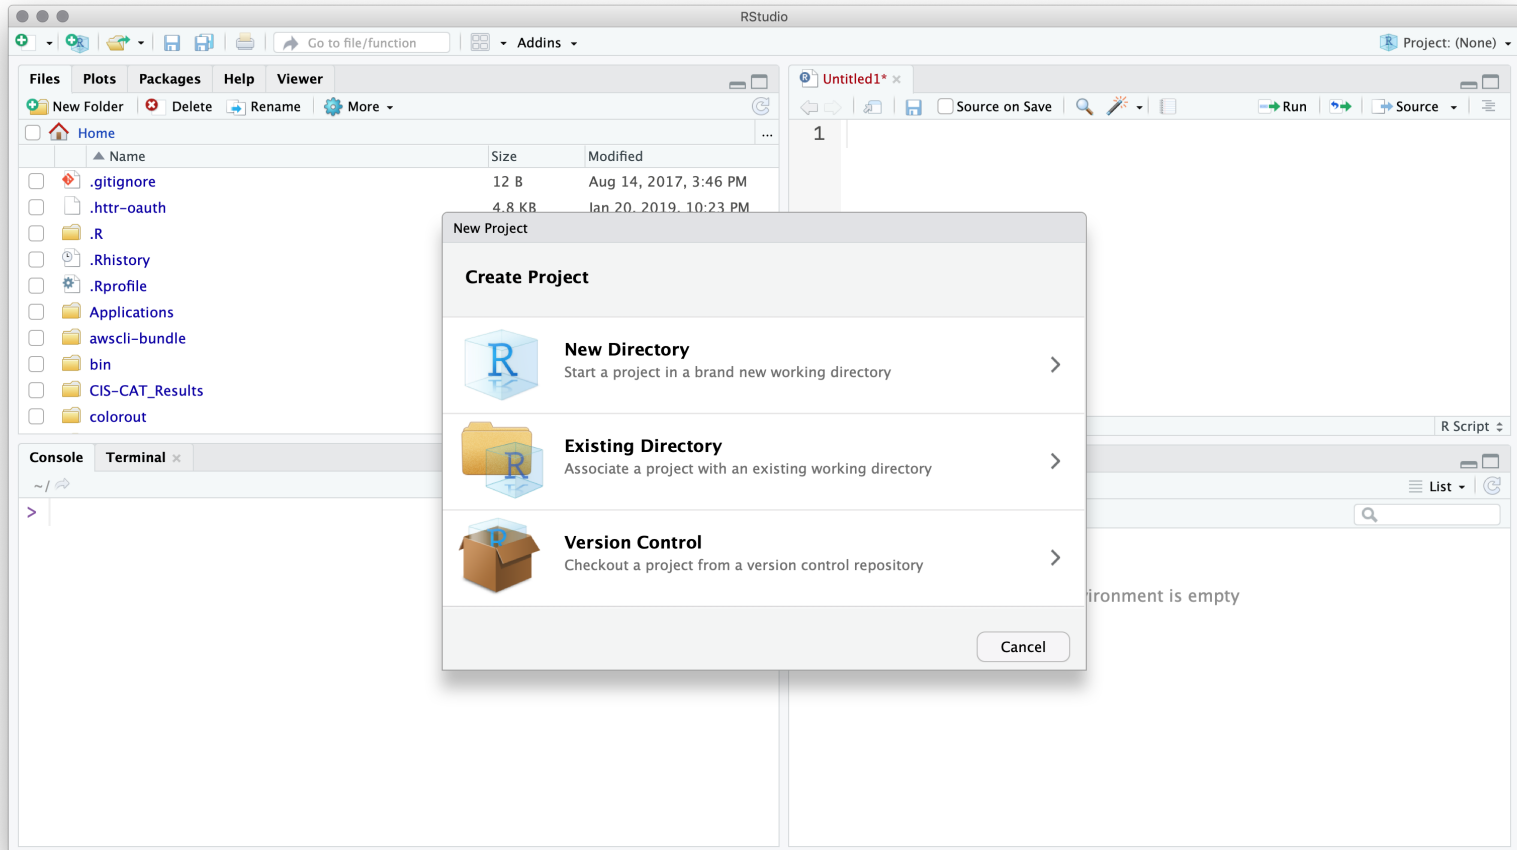 RStudio
Go to file/function
Addins
Project: (None)
Files Plots Packages Help Viewer
New Folder Delete Rename More
Home
...
Name Size Modified
.gitignore 12 B Aug 14, 2017, 3:46 PM
.httr-oauth 4.8 KB Jan 20, 2019, 10:23 PM
.R
.Rhistory
.Rprofile
Applications
awscli-bundle
bin
CIS-CAT_Results
colorout
Untitled1*
Source on Save Run Source
1
R Script
New Project
Create Project
New Directory
Start a project in a brand new working directory
Existing Directory
Associate a project with an existing working directory
Version Control
Checkout a project from a version control repository
Cancel
Console Terminal
~/
>
List
ironment is empty